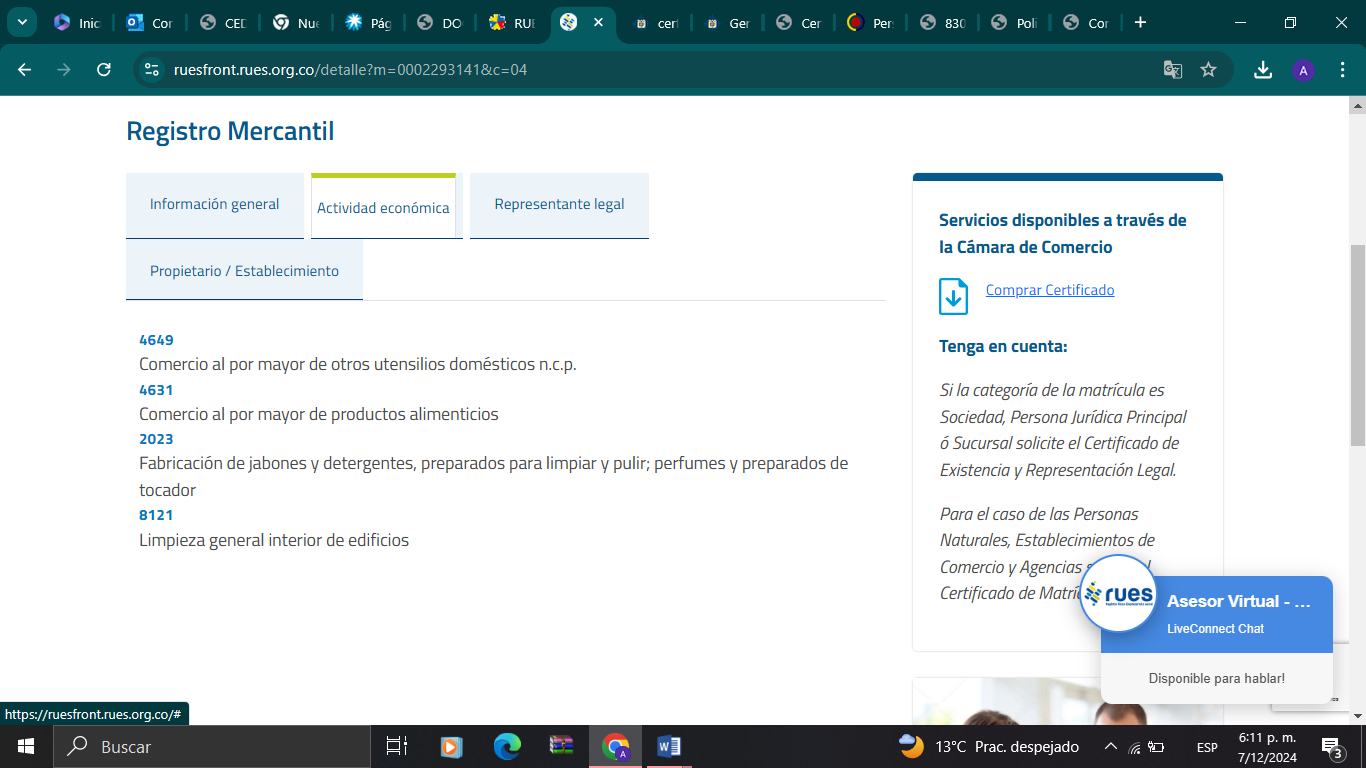 Inic
Cor
CED
Nue
Pág
DO
RUE
cert
Ger
Cer
Per
830
Poli
Cor
ruesfront.rues.org.co/detalle?m=0002293141&c=04
A
Registro Mercantil
Información general
Actividad económica
Representante legal
Propietario / Establecimiento
4649
Comercio al por mayor de otros utensilios domésticos n.c.p.
4631
Comercio al por mayor de productos alimenticios
2023
Fabricación de jabones y detergentes, preparados para limpiar y pulir; perfumes y preparados de
tocador
8121
Limpieza general interior de edificios
Servicios disponibles a través de
la Cámara de Comercio
Comprar Certificado
Tenga en cuenta:
Si la categoría de la matrícula es
Sociedad, Persona Jurídica Principal
ó Sucursal solicite el Certificado de
Existencia y Representación Legal.
Para el caso de las Personas
Naturales, Establecimientos de
Comercio y Agencias
Certificado de Matrí
rues
Asesor Virtual - ...
LiveConnect Chat
Disponible para hablar!
https://ruesfront.rues.org.co/#
Buscar
13°C Prac. despejado
ESP
6:11 p. m.
7/12/2024
3